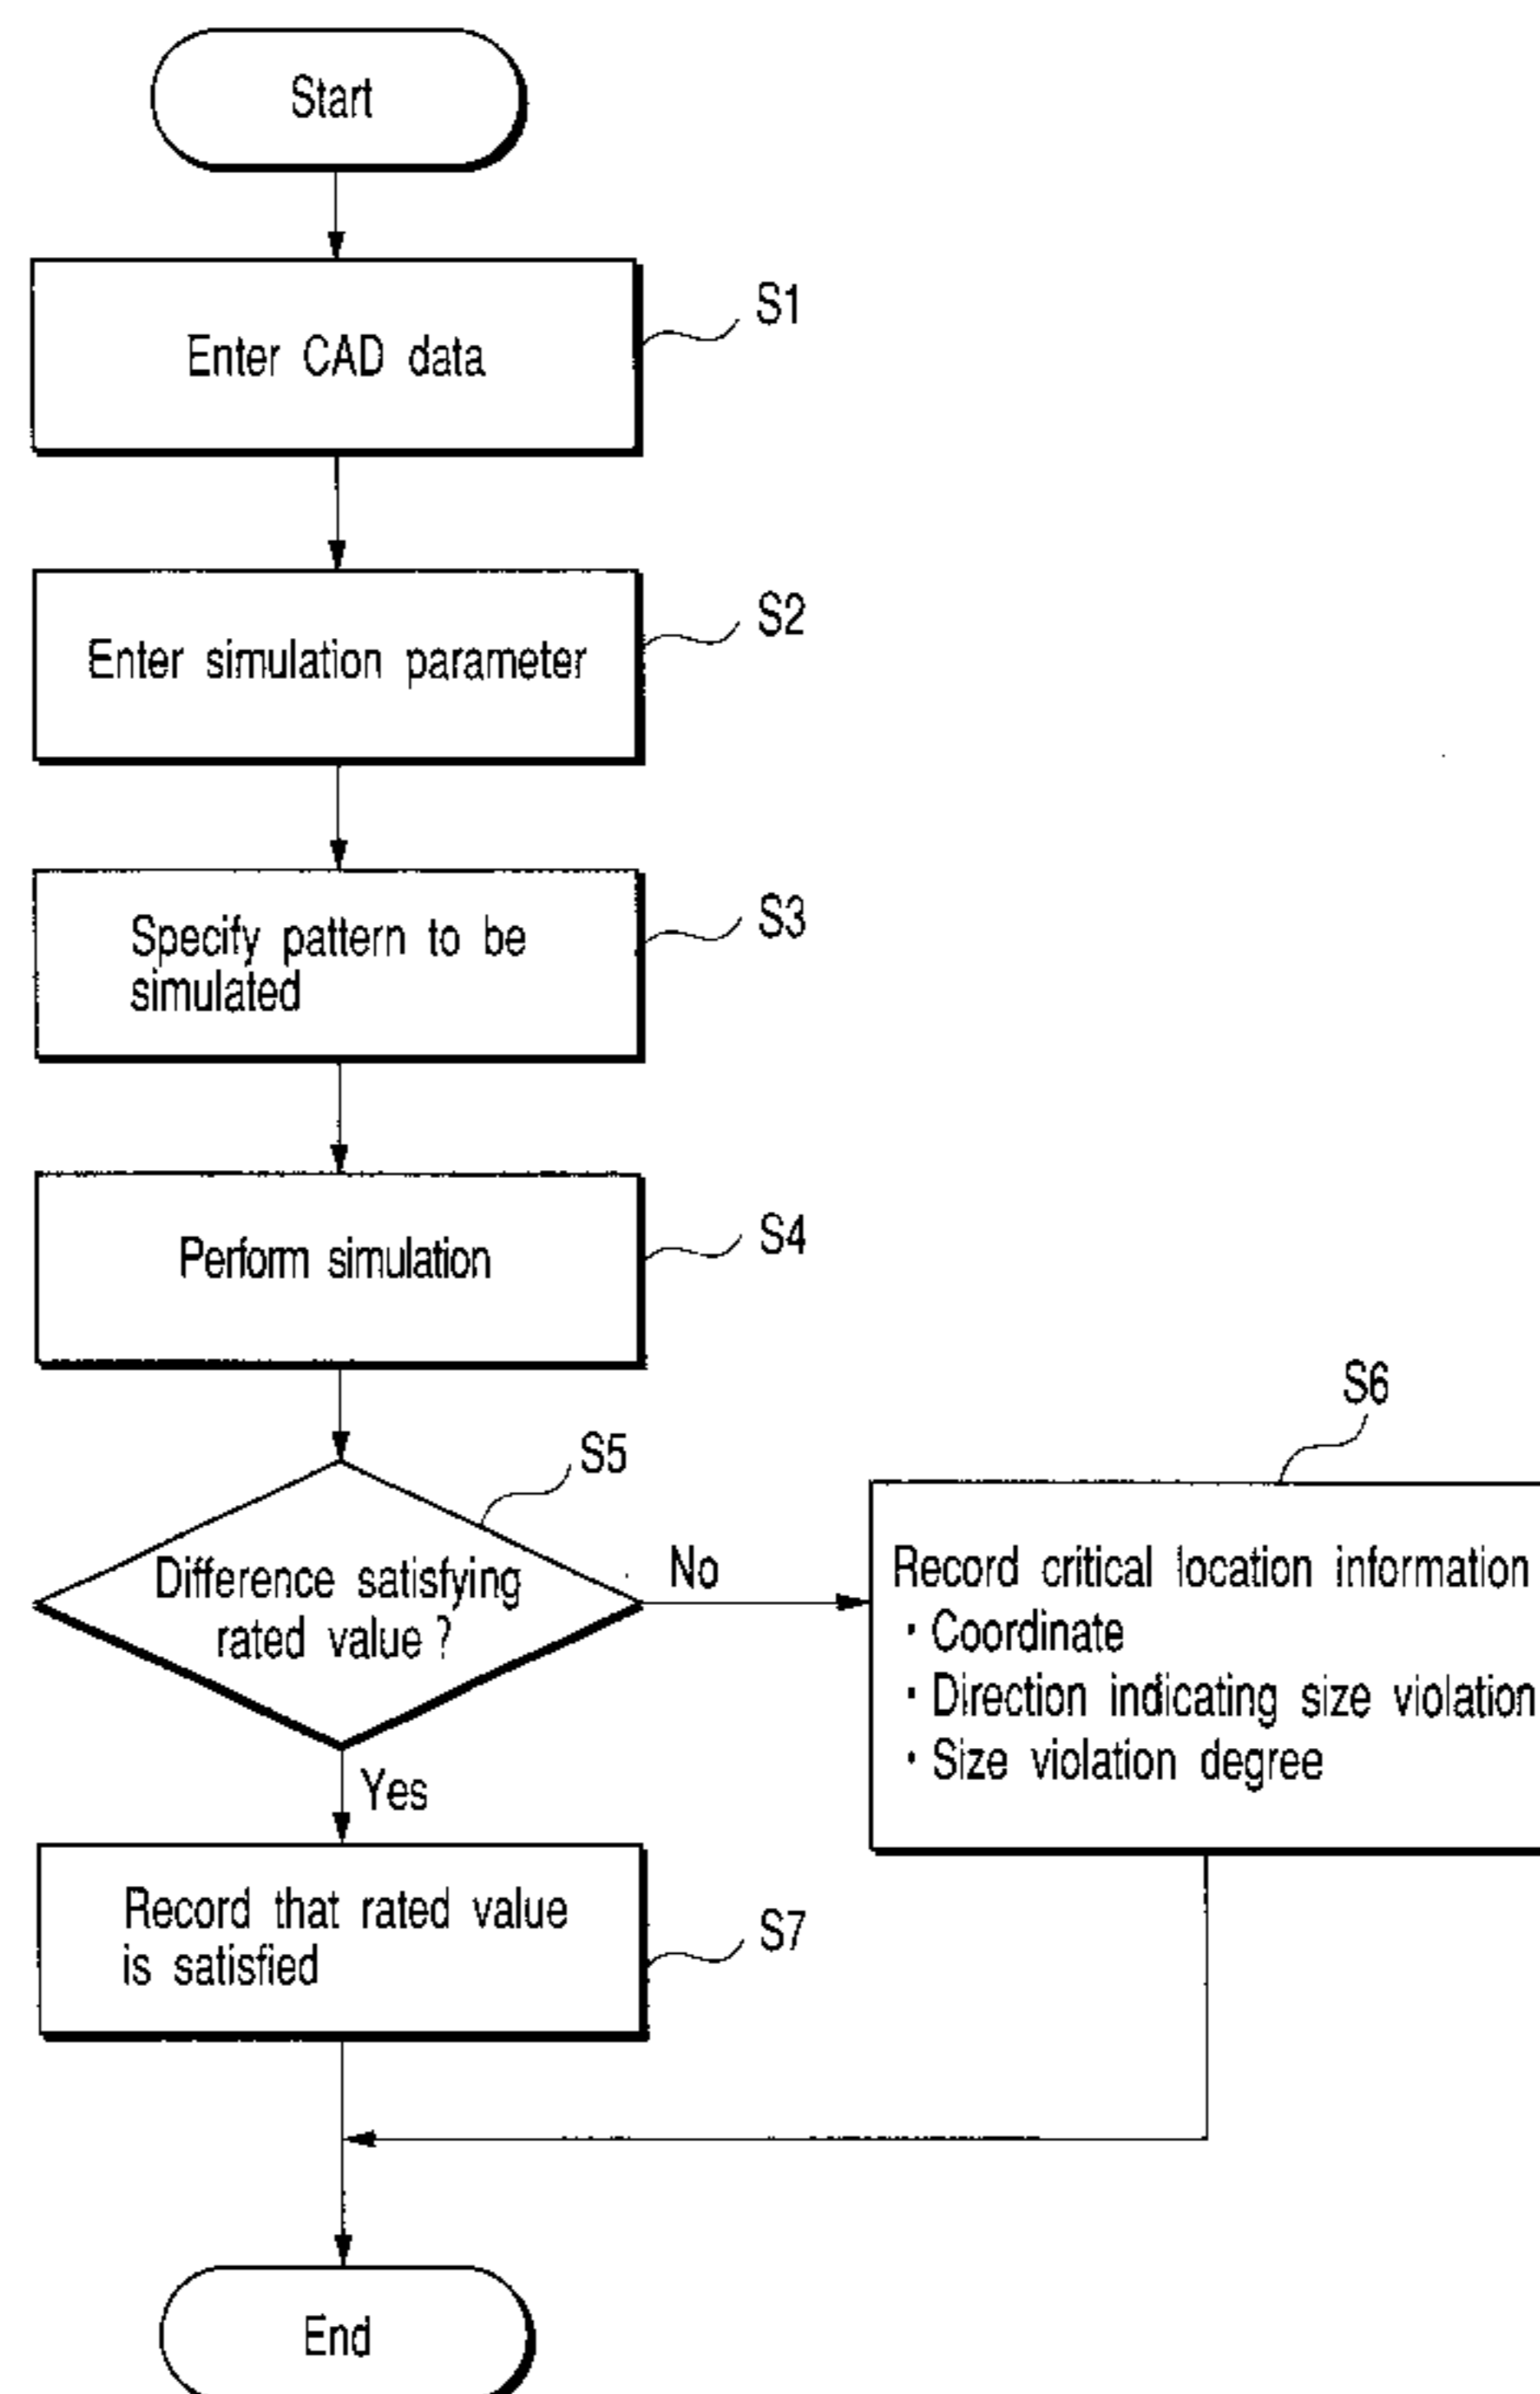 Start
Enter CAD data
S1
Enter simulation parameter
S2
Specify pattern to be
simulated
S3
Perform simulation
S4
S5
Difference satisfying
rated value ?
No
Yes
S6
Record critical location information
・Coordinate
・Direction indicating size violation
・Size violation degree
Record that rated value
is satisfied
S7
End